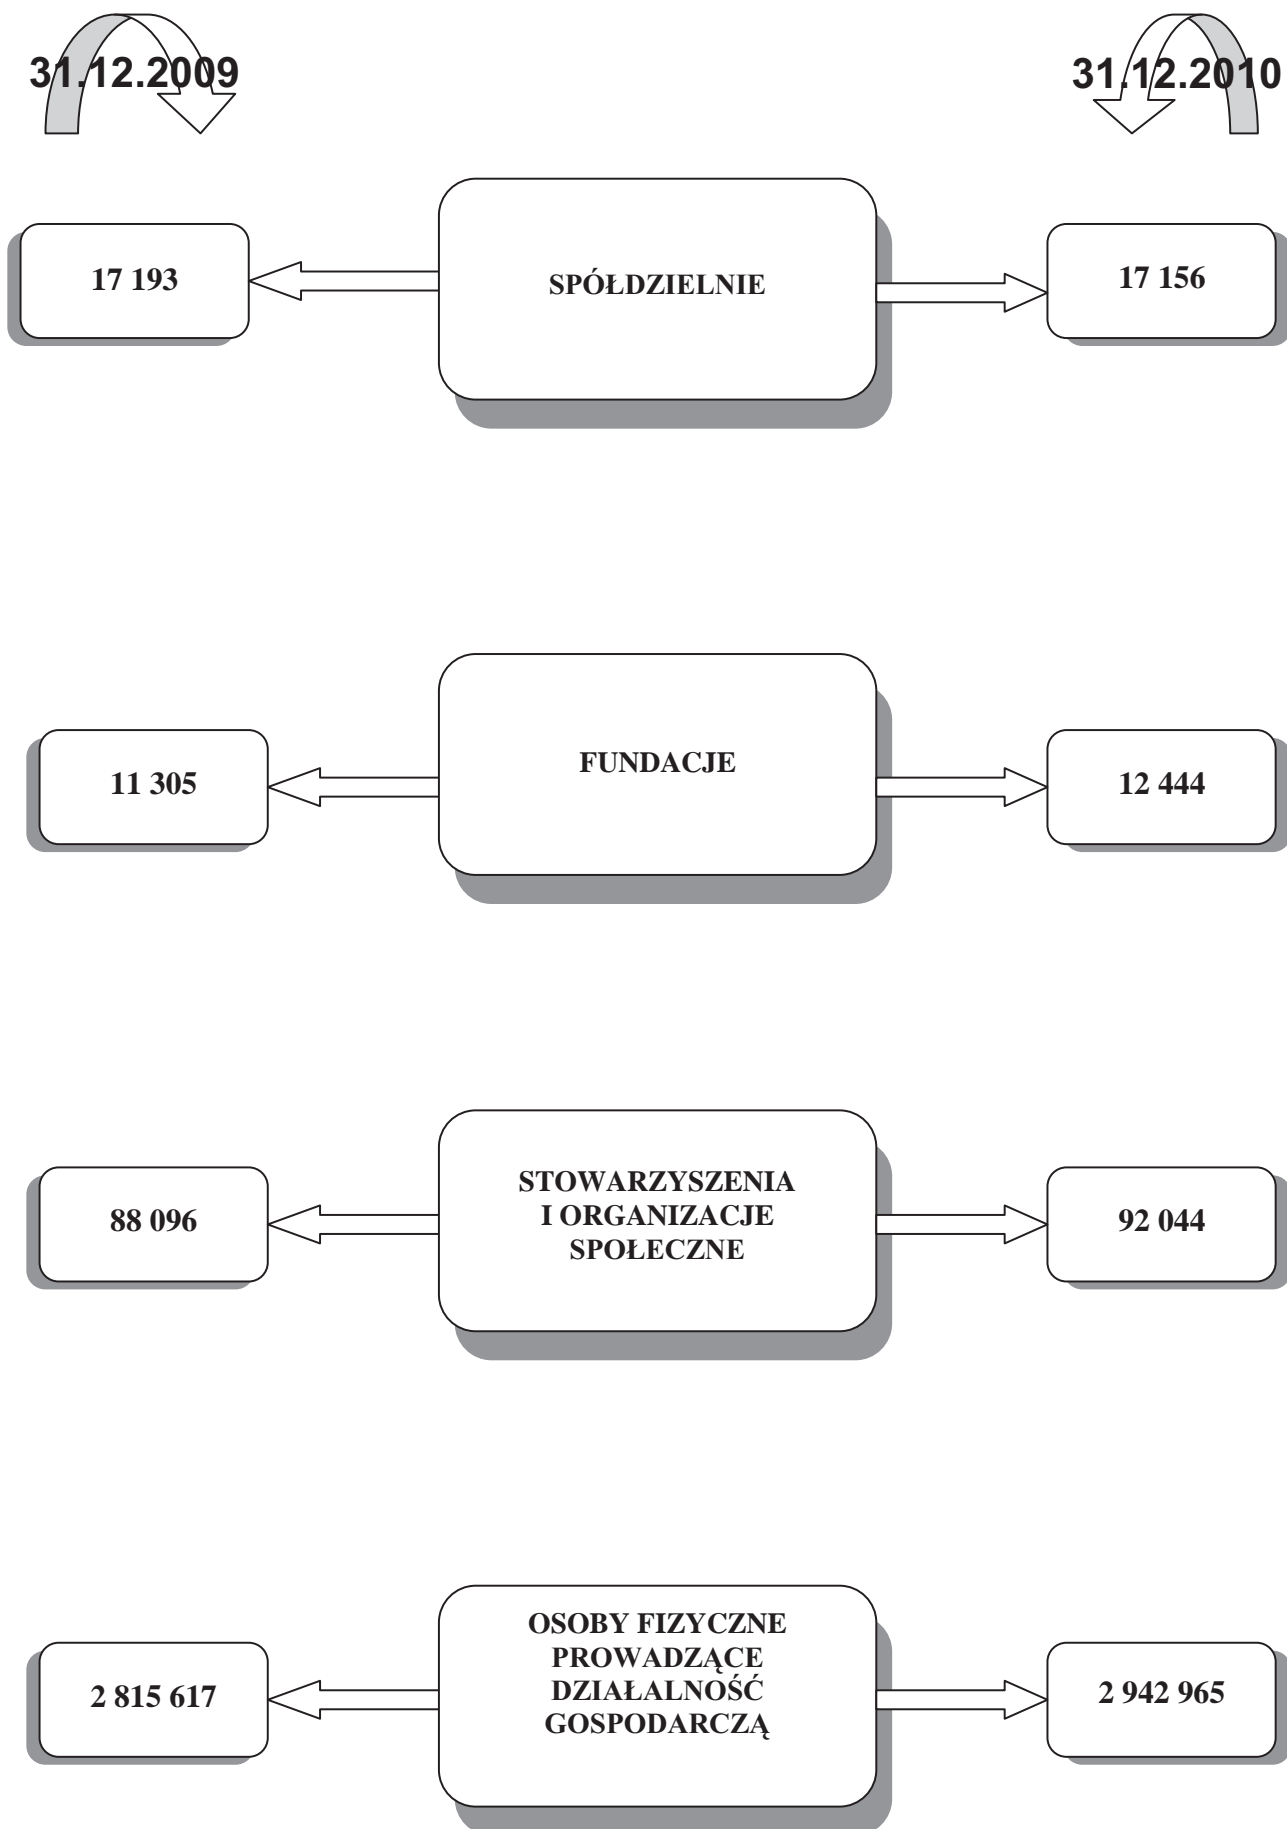 31.12.2009
31.12.2010
17 193
SPÓŁDZIELNIE
17 156
11 305
FUNDACJE
12 444
88 096
STOWARZYSZENIA
I ORGANIZACJE
SPOŁECZNE
92 044
2 815 617
OSOBY FIZYCZNE
PROWADZĄCE
DZIAŁALNOŚĆ
GOSPODARCZĄ
2 942 965